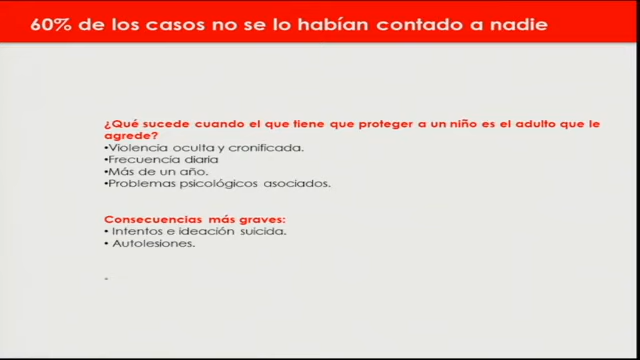 60% de los casos no se lo habían contado a nadie
¿Qué sucede cuando el que tiene que proteger a un niño es el adulto que le
agrede?
•Violencia oculta y cronificada.
•Frecuencia diaria
•Más de un año.
•Problemas psicológicos asociados.
Consecuencias más graves:
• Intentos e ideación suicida.
• Autolesiones.